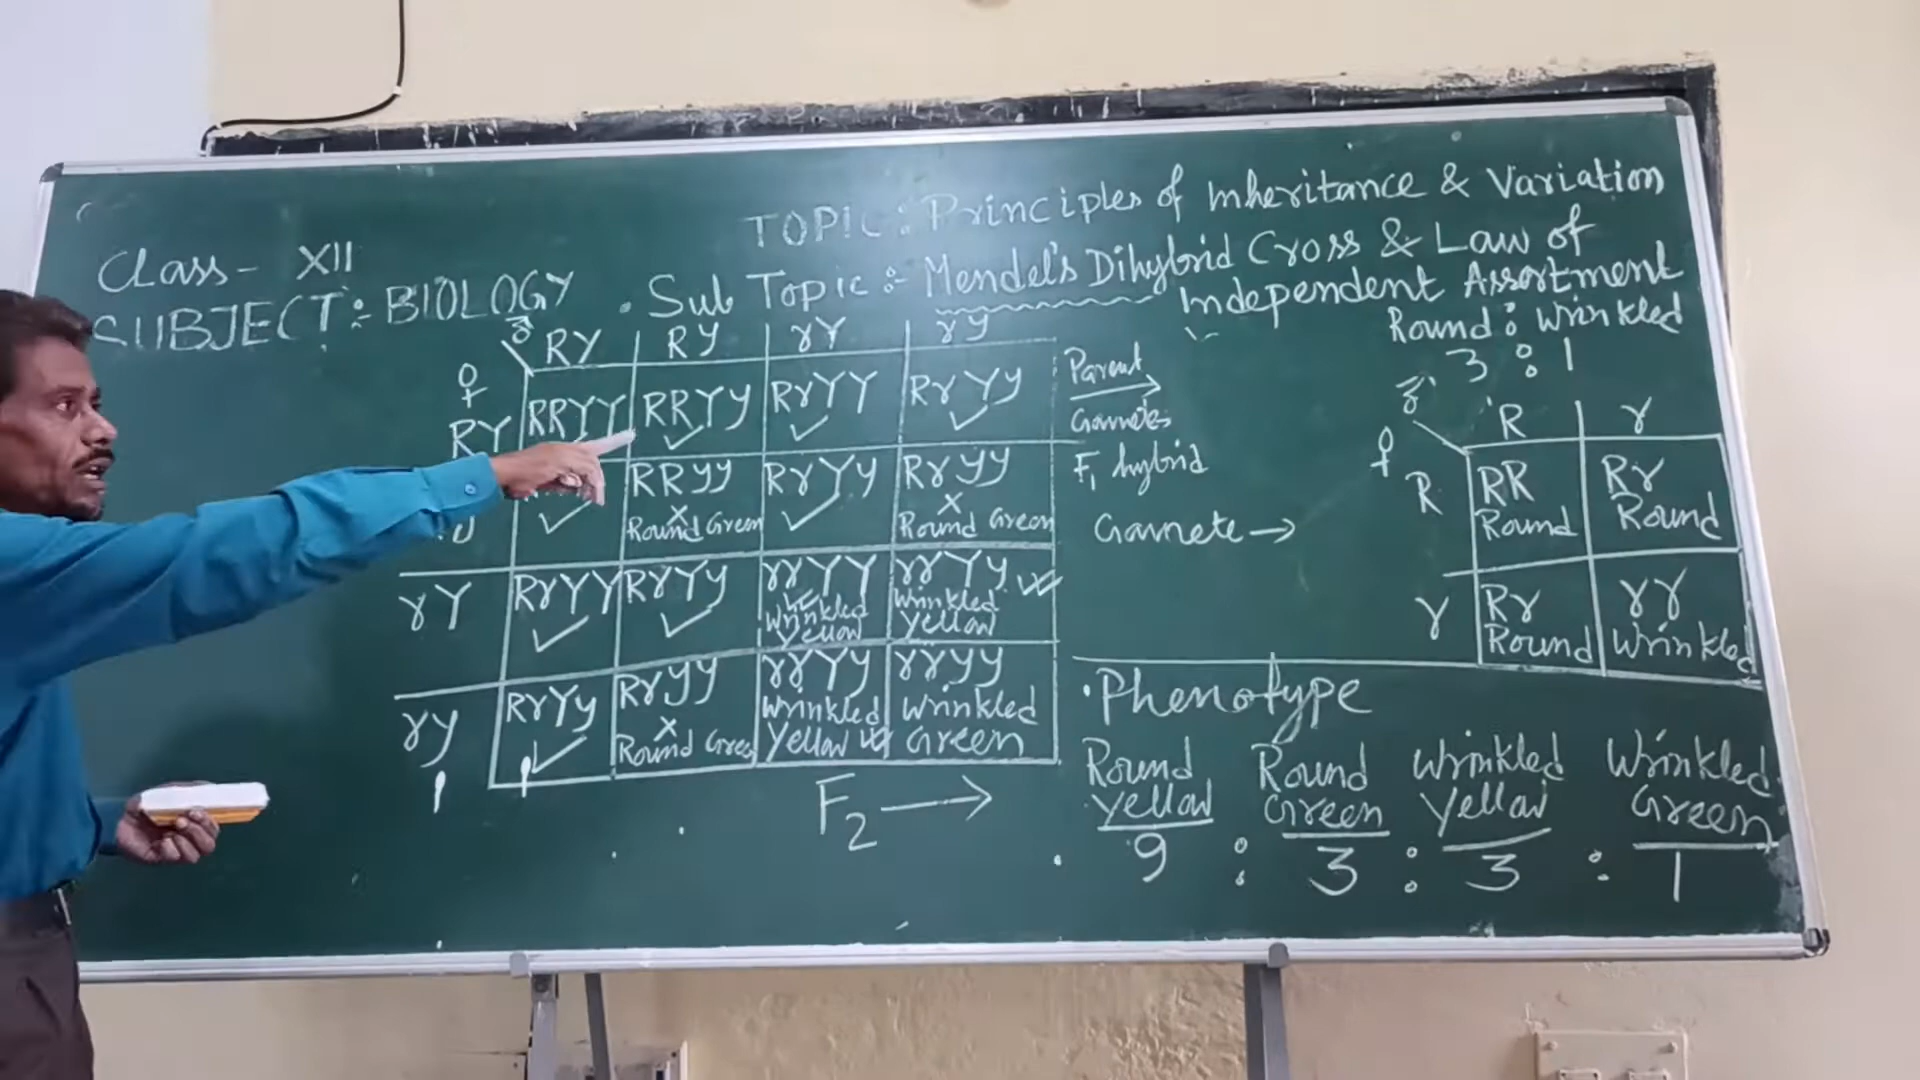 TOPIC: Principles of Inheritance & Variation
Class- XII
SUBJECT:- BIOLOGY
. Sub Topic :- Mendel's Dihybrid Cross & Law of
Independent Assortment
♂ RY Ry rY ry
♀
RY RRYY RRYy RrYY RrYy
✓ ✓ ✓
RRyy RrYy Rryy
✓ x Round Green ✓ x Round Green
rY RrYY RrYy rrYY rrYy
✓ ✓ Wrinkled Yellow Wrinkled Yellow
ry RrYy Rryy rrYy rryy
✓ x Round Green Wrinkled Yellow Wrinkled Green
F2 →
Parent
→
Gametes
F1 hybrid
Gamete →
Round : Wrinkled
3 : 1
♂ R r
♀
R RR Rr
Round Round
r Rr rr
Round Wrinkled
. Phenotype
Round Round Wrinkled Wrinkled
Yellow Green Yellow Green
9 : 3 : 3 : 1